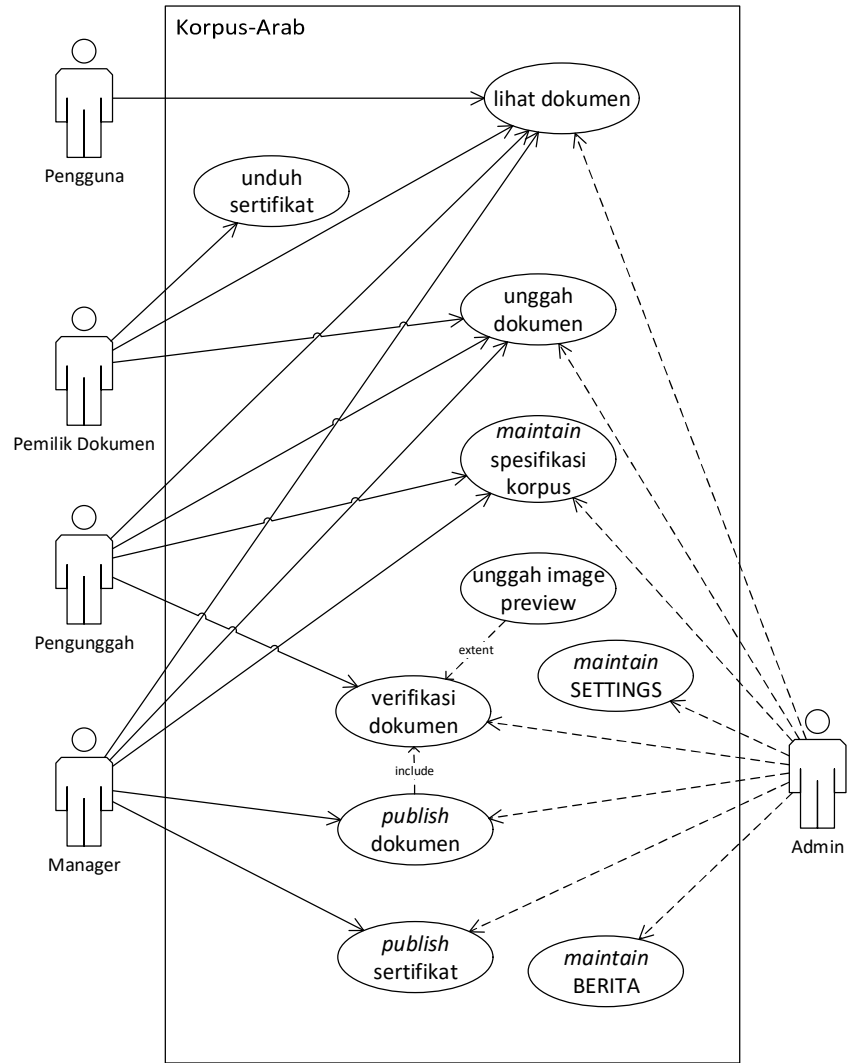 Korpus-Arab
lihat dokumen
Pengguna
unduh
sertifikat
unggah
dokumen
Pemilik Dokumen
maintain
spesifikasi
korpus
unggah image
preview
Pengunggah
extent
maintain
SETTINGS
verifikasi
dokumen
include
publish
dokumen
Manager
Admin
publish
sertifikat
maintain
BERITA